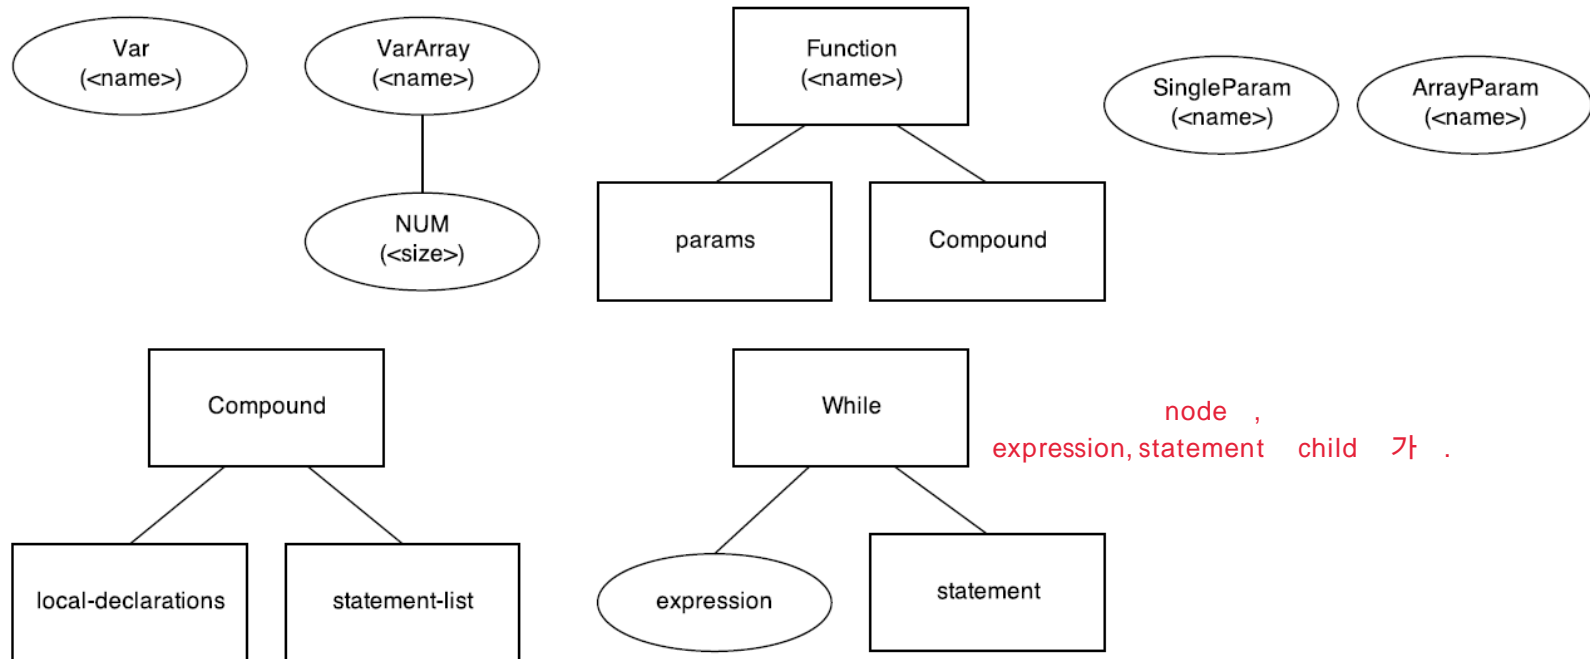 Var
(<name>)
VarArray
(<name>)
NUM
(<size>)
Function
(<name>)
params
Compound
SingleParam
(<name>)
ArrayParam
(<name>)
Compound
local-declarations
statement-list
While
expression
statement
node ,
expression, statement child 가 .